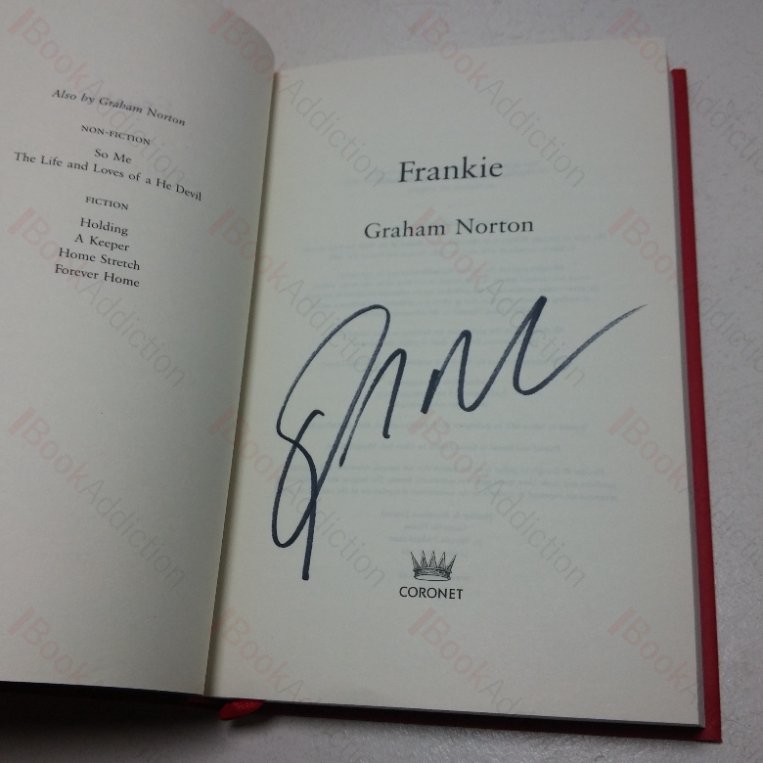 Also by Graham Norton
NON-FICTION
So Me
The Life and Loves of a He Devil
FICTION
Holding
A Keeper
Home Stretch
Forever Home
Frankie
Graham Norton
CORONET
BookAddiction